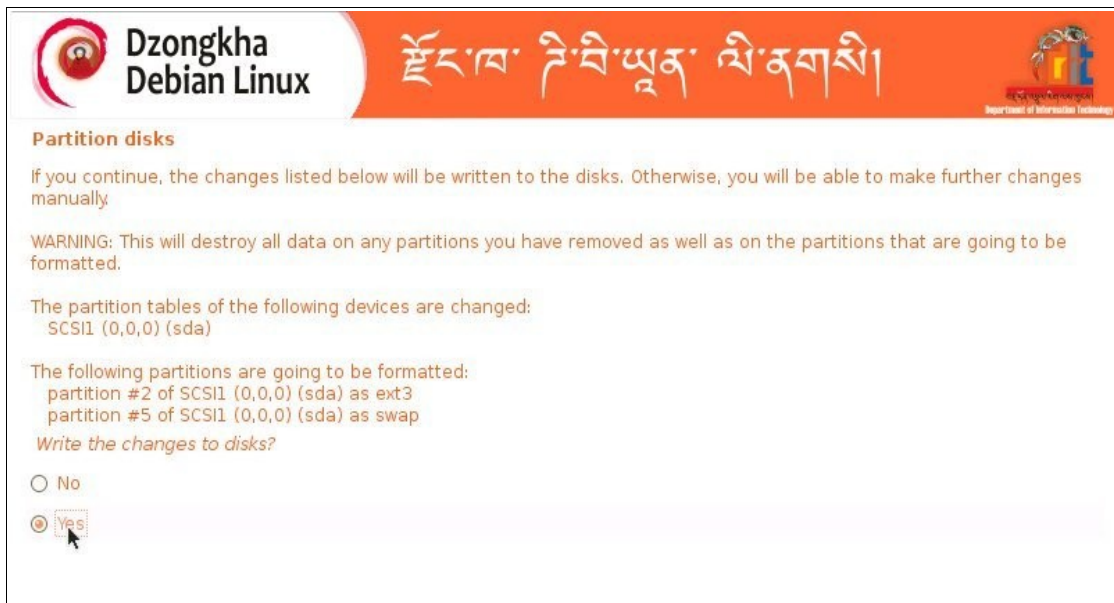 Dzongkha
Debian Linux
རྫོང་ཁ་ ཌི་བི་ཡཱན་ ལི་ནགསི།
Department of Information Technology
Partition disks
If you continue, the changes listed below will be written to the disks. Otherwise, you will be able to make further changes
manually.
WARNING: This will destroy all data on any partitions you have removed as well as on the partitions that are going to be
formatted.
The partition tables of the following devices are changed:
SCSI1 (0,0,0) (sda)
The following partitions are going to be formatted:
partition #2 of SCSI1 (0,0,0) (sda) as ext3
partition #5 of SCSI1 (0,0,0) (sda) as swap
Write the changes to disks?
No
Yes